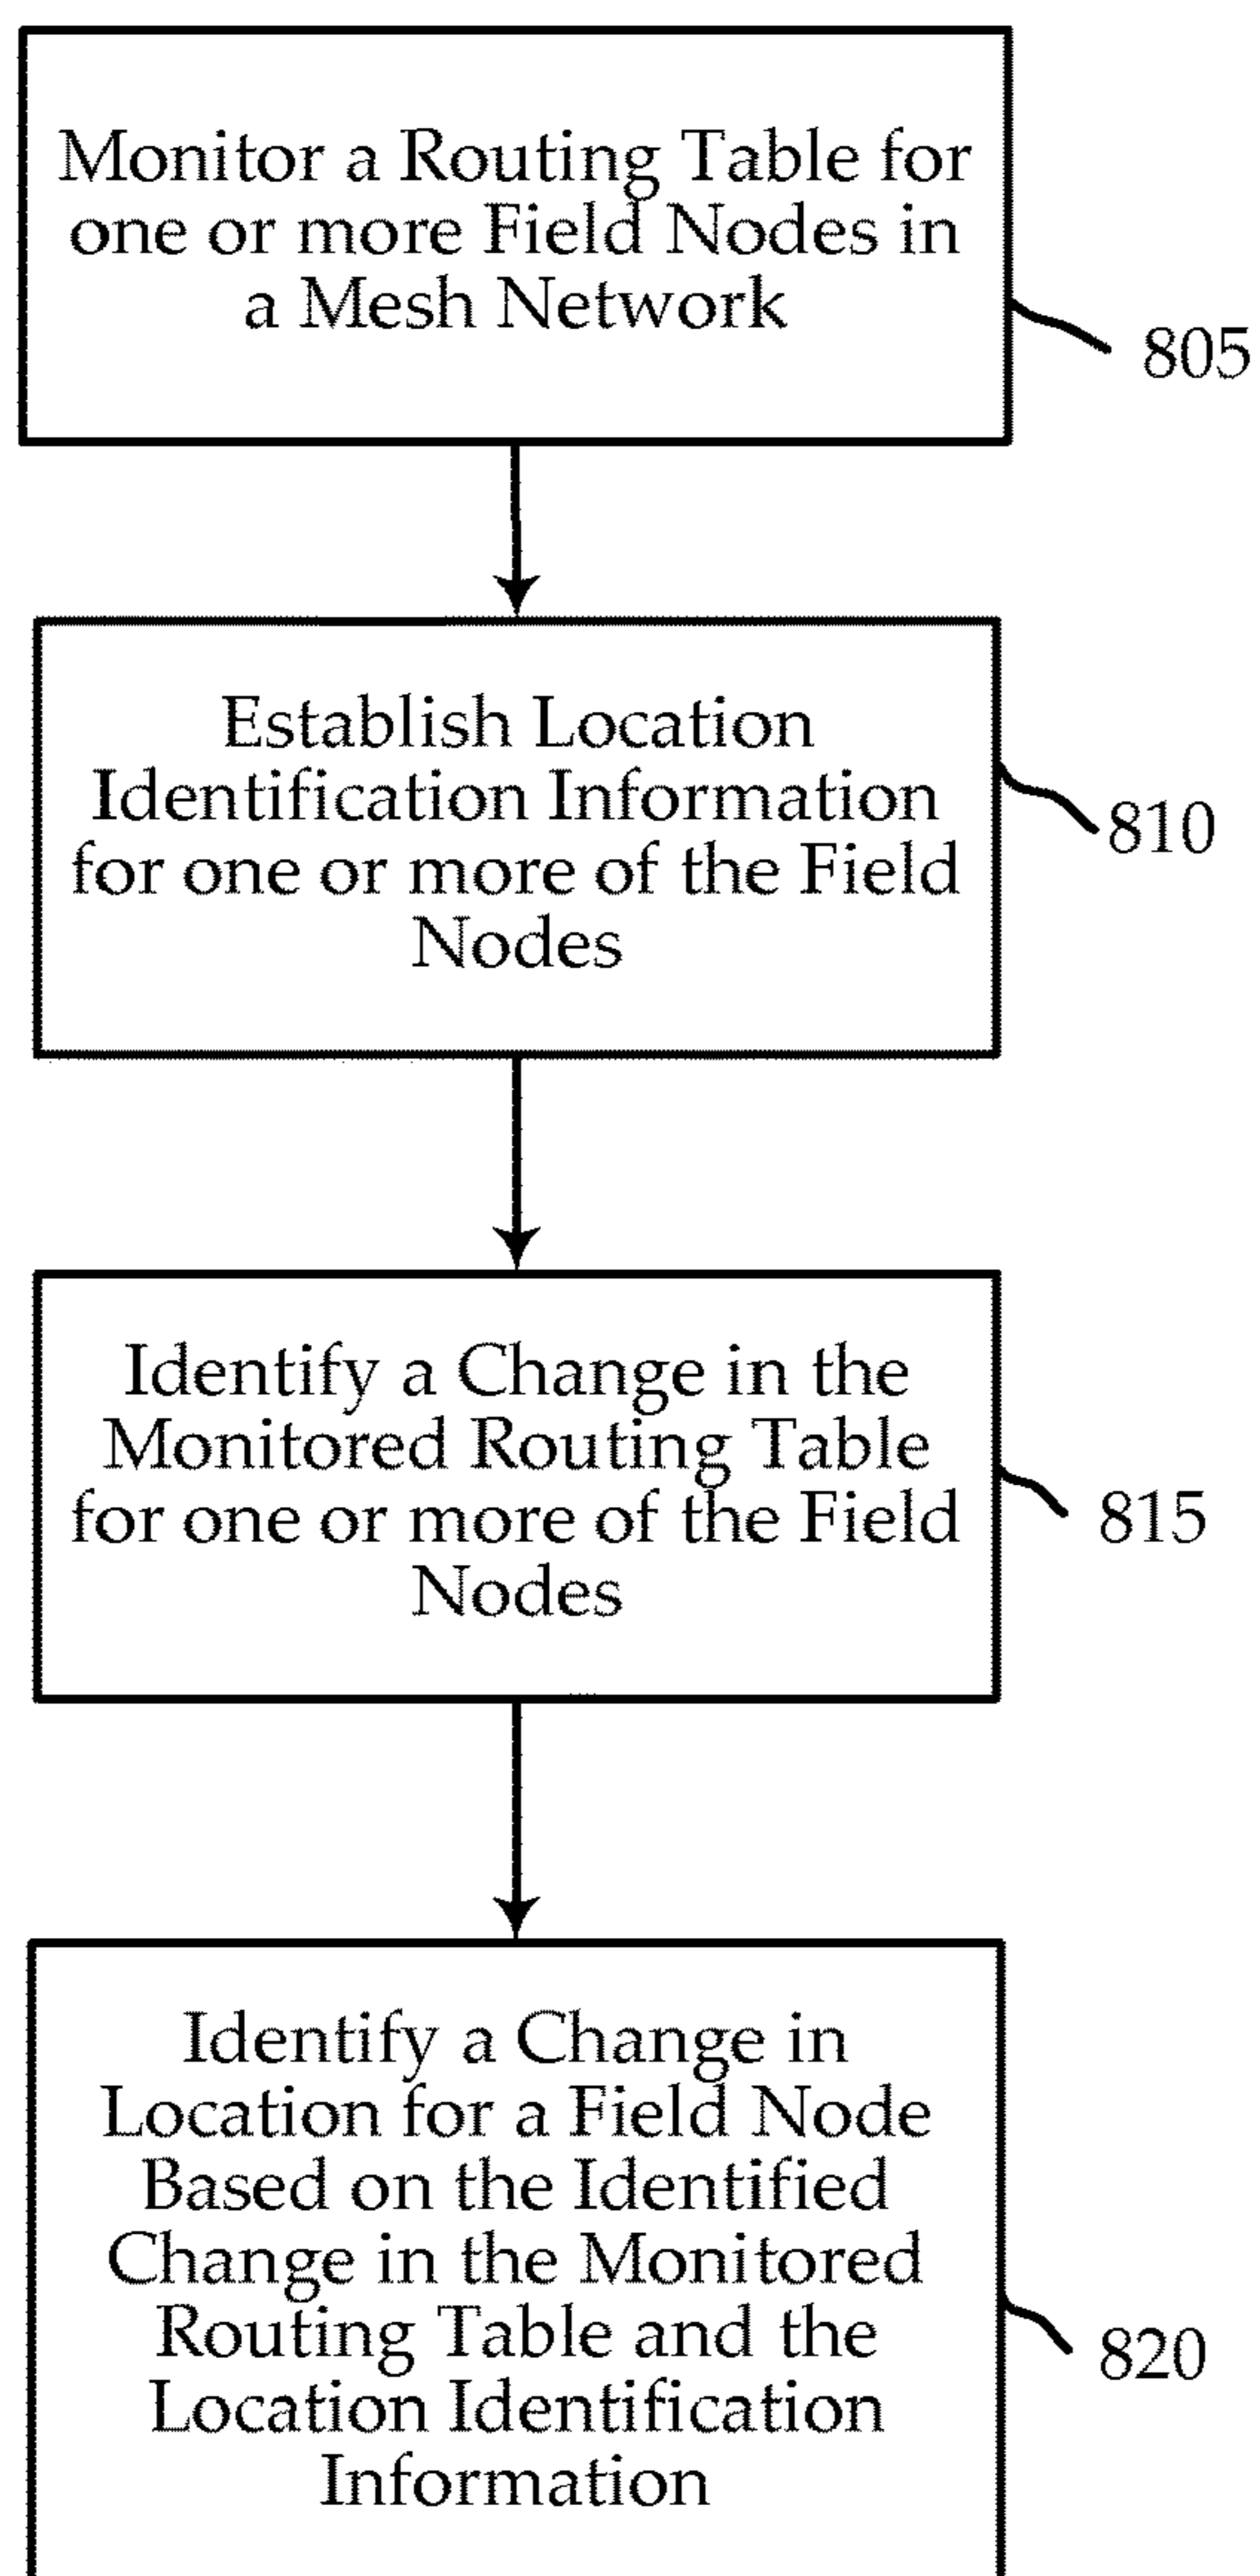 Monitor a Routing Table for
one or more Field Nodes in
a Mesh Network
805
Establish Location
Identification Information
for one or more of the Field
Nodes
810
Identify a Change in the
Monitored Routing Table
for one or more of the Field
Nodes
815
Identify a Change in
Location for a Field Node
Based on the Identified
Change in the Monitored
Routing Table and the
Location Identification
Information
820